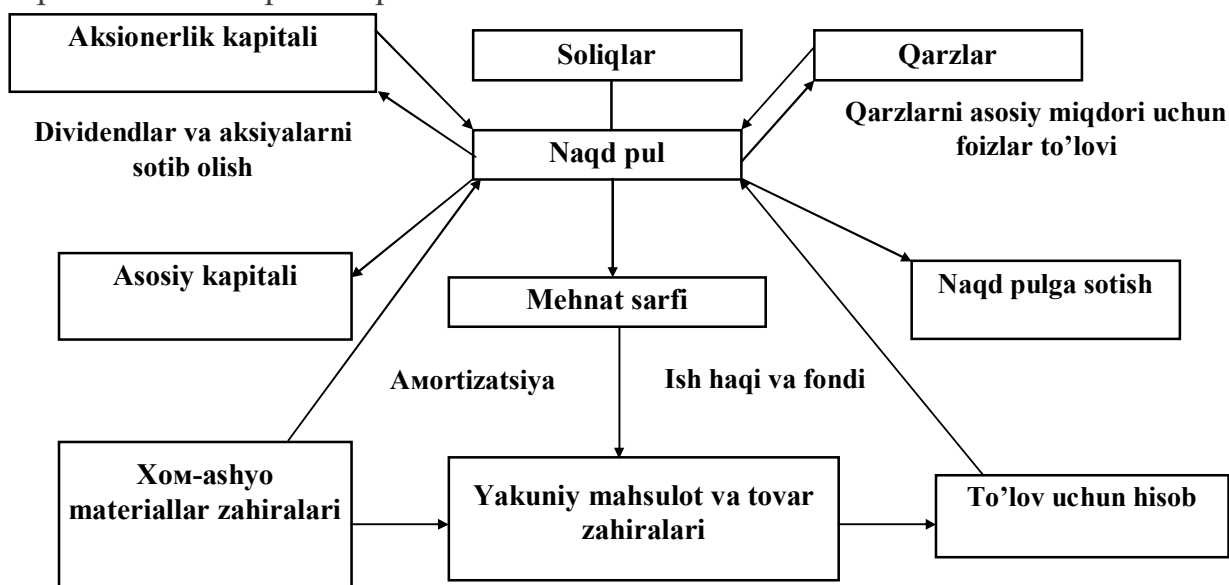 Aksionerlik kapitali
Soliqlar
Qarzlar
Dividendlar va aksiyalarni
sotib olish
Naqd pul
Qarzlarni asosiy miqdori uchun
foizlar to’lovi
Asosiy kapitali
Mehnat sarfi
Naqd pulga sotish
Aмortizatsiya
Ish haqi va fondi
Xoм-ashyo
materiallar zahiralari
Yakuniy mahsulot va tovar
zahiralari
To’lov uchun hisob